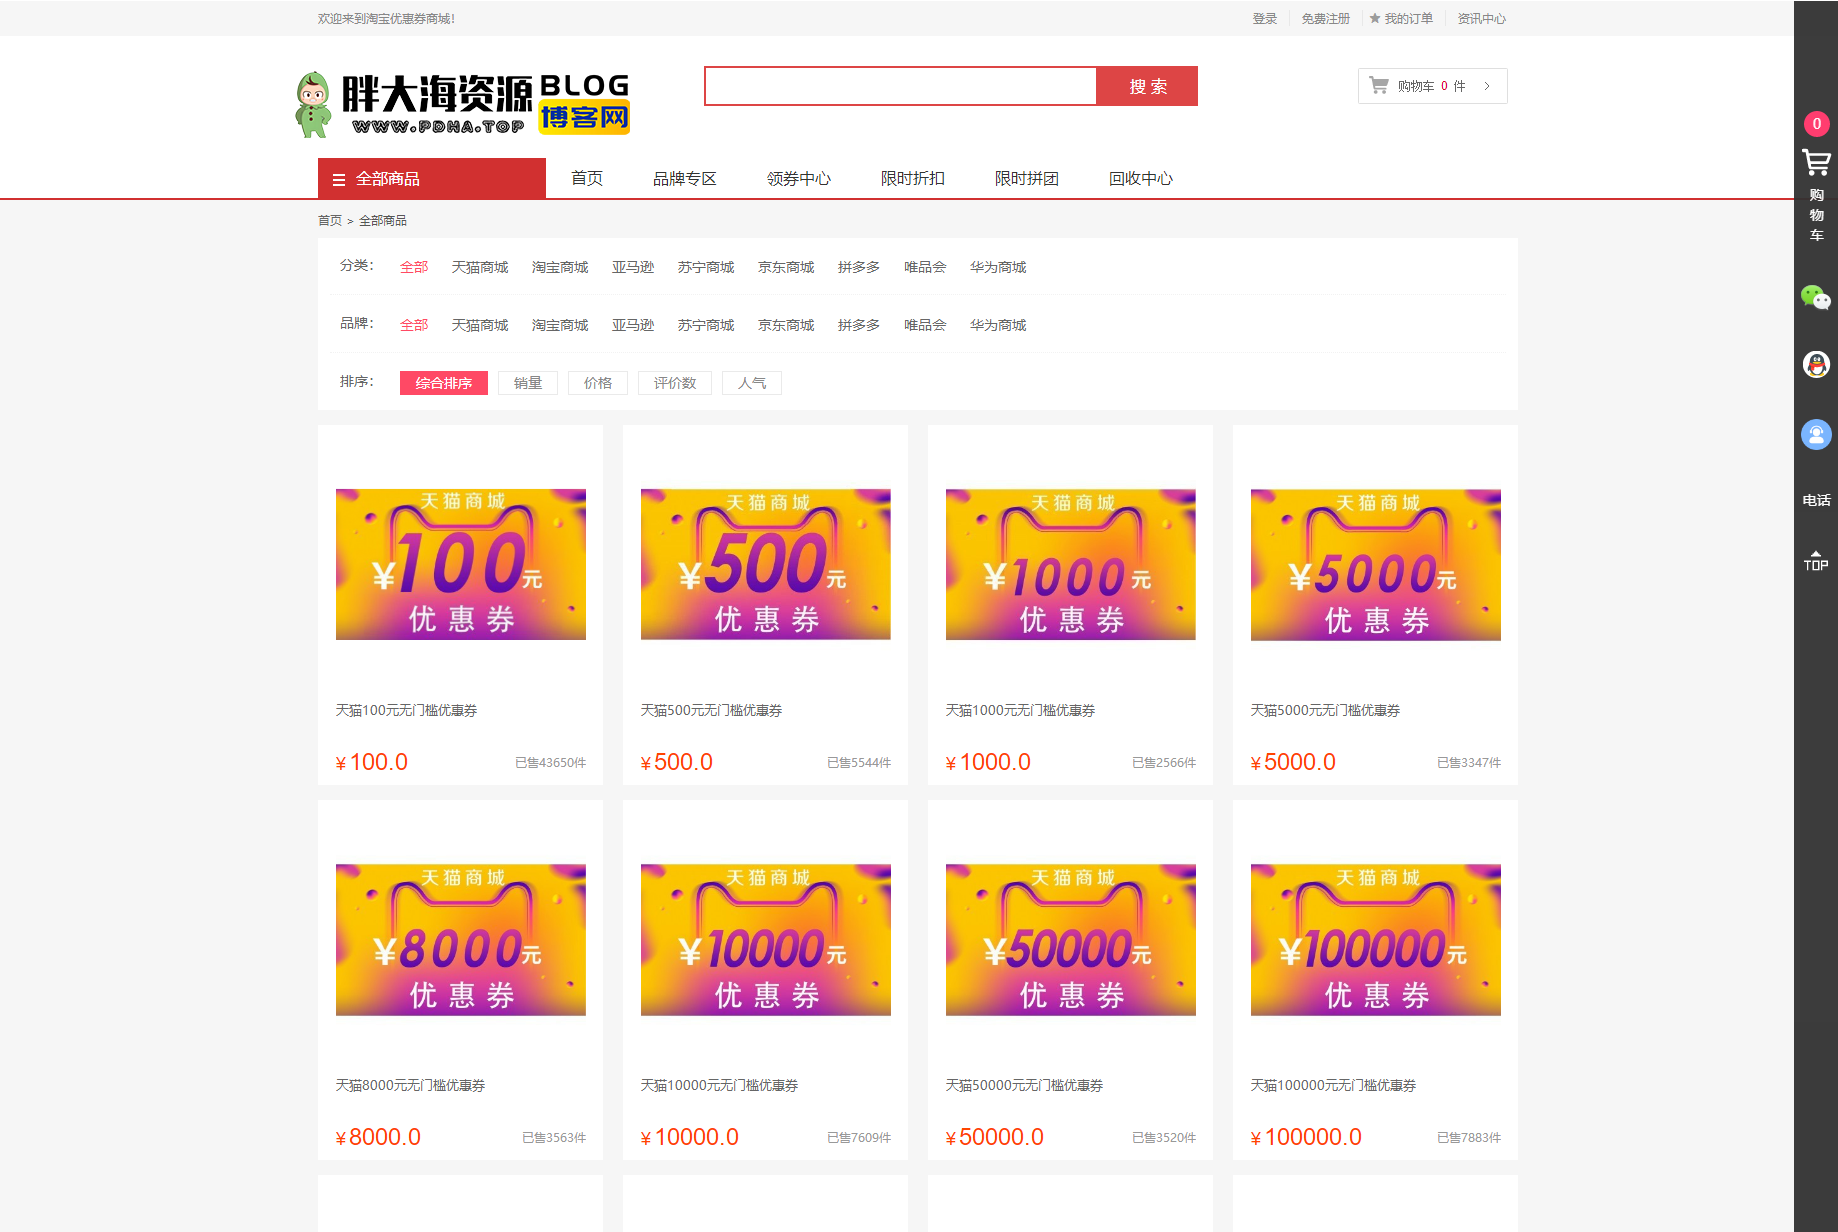 欢迎来到淘宝优惠券商城!
登录 免费注册 ★ 我的订单 资讯中心
胖大海资源 BLOG
WWW.PDHA.TOP 博客网
搜 索
购物车 0 件 >
全部商品 首页 品牌专区 领券中心 限时折扣 限时拼团 回收中心
首页 > 全部商品
分类： 全部 天猫商城 淘宝商城 亚马逊 苏宁商城 京东商城 拼多多 唯品会 华为商城
品牌： 全部 天猫商城 淘宝商城 亚马逊 苏宁商城 京东商城 拼多多 唯品会 华为商城
排序： 综合排序 销量 价格 评价数 人气
天猫商城 天猫商城 天猫商城 天猫商城
¥100元 ¥500元 ¥1000元 ¥5000元
优惠券 优惠券 优惠券 优惠券
天猫100元无门槛优惠券 天猫500元无门槛优惠券 天猫1000元无门槛优惠券 天猫5000元无门槛优惠券
¥100.0 已售43650件 ¥500.0 已售5544件 ¥1000.0 已售2566件 ¥5000.0 已售3347件
天猫商城 天猫商城 天猫商城 天猫商城
¥8000元 ¥10000元 ¥50000元 ¥100000元
优惠券 优惠券 优惠券 优惠券
天猫8000元无门槛优惠券 天猫10000元无门槛优惠券 天猫50000元无门槛优惠券 天猫100000元无门槛优惠券
¥8000.0 已售3563件 ¥10000.0 已售7609件 ¥50000.0 已售3520件 ¥100000.0 已售7883件
0
购
物
车
电话
TOP